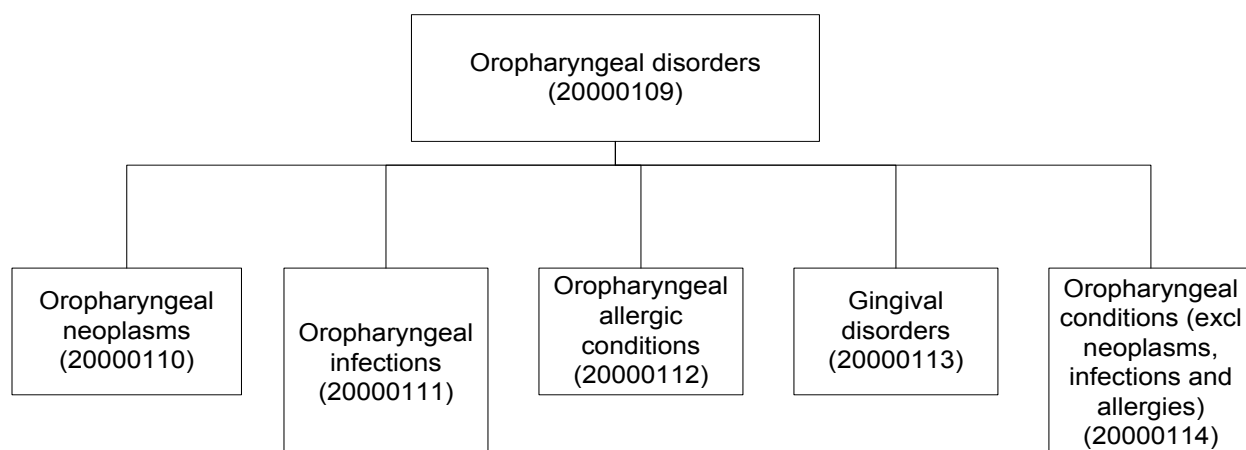 Oropharyngeal disorders
(20000109)
Oropharyngeal
neoplasms
(20000110)
Oropharyngeal
infections
(20000111)
Oropharyngeal
allergic
conditions
(20000112)
Gingival
disorders
(20000113)
Oropharyngeal
conditions (excl
neoplasms,
infections and
allergies)
(20000114)